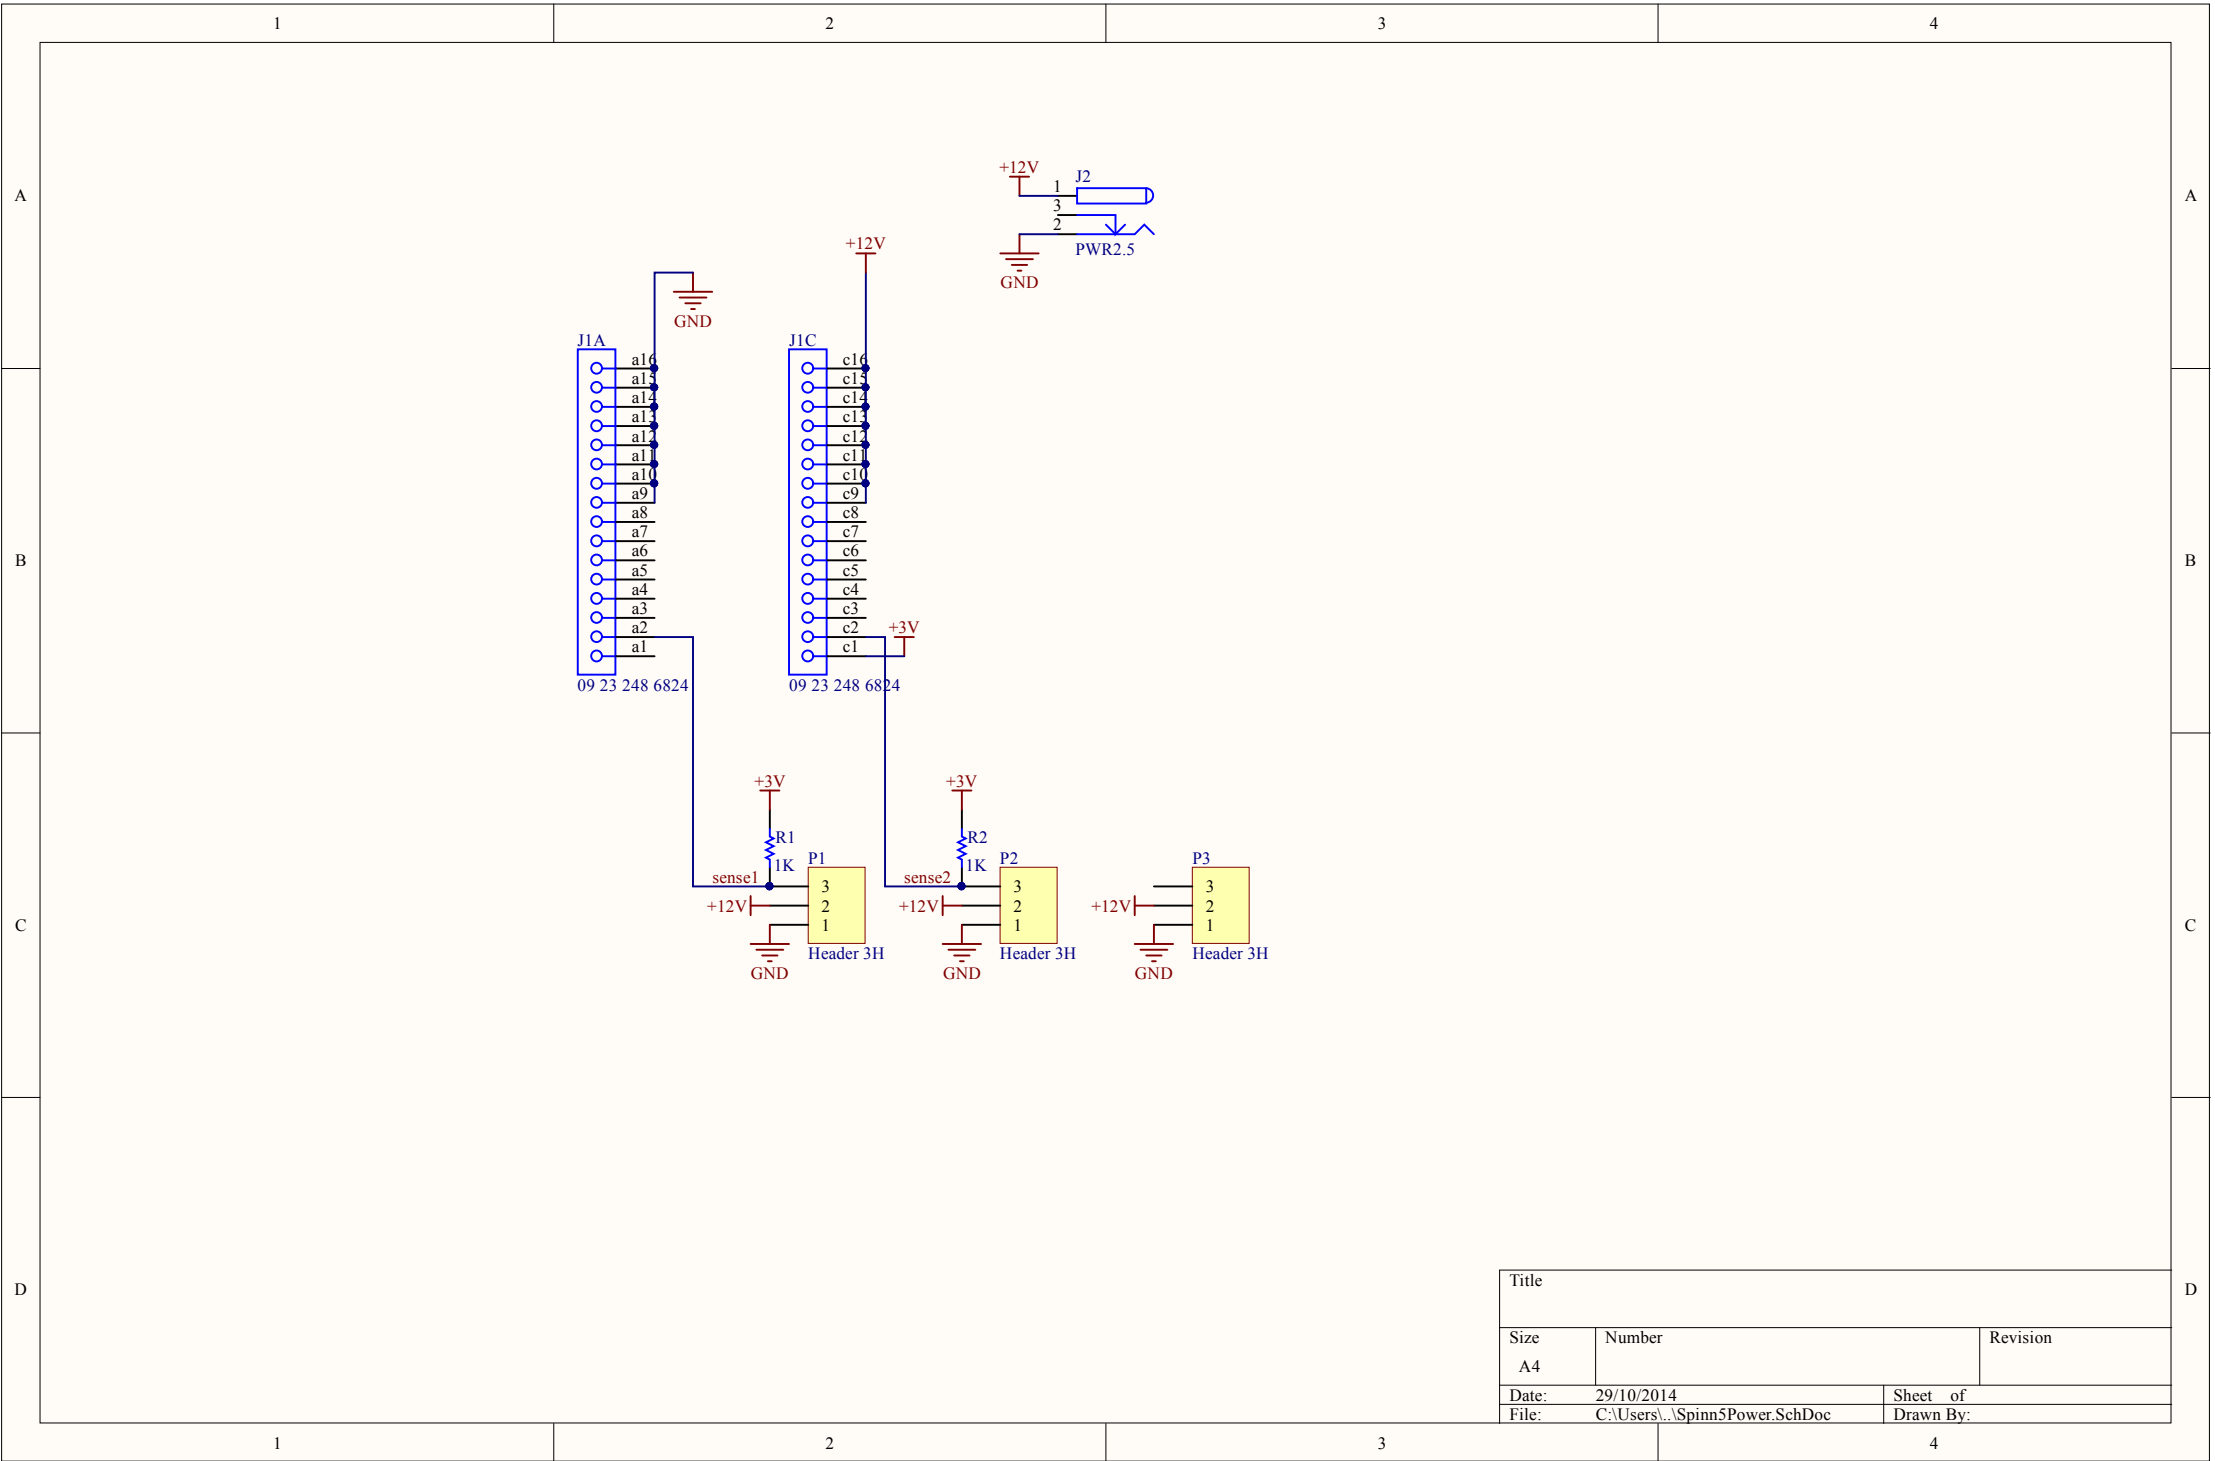 1 2 3 4
A A
+12V
J2
1
3
2
PWR2.5
GND
+12V
GND
J1A J1C
a16 c16
a15 c15
a14 c14
a13 c13
a12 c12
a11 c11
a10 c10
a9 c9
a8 c8
a7 c7
a6 c6
B B
a5 c5
a4 c4
a3 c3
a2 c2 +3V
a1 c1
09 23 248 6824 09 23 248 6824
+3V +3V
R1 R2
P1 P2 P3
1K 1K
sense1 3 sense2 3 3
+12V 2 +12V 2 +12V 2
C 1 1 1 C
Header 3H Header 3H Header 3H
GND GND GND
D D
Title
Size Number Revision
A4
Date: 29/10/2014 Sheet of
File: C:\Users\..\Spinn5Power.SchDoc Drawn By:
1 2 3 4